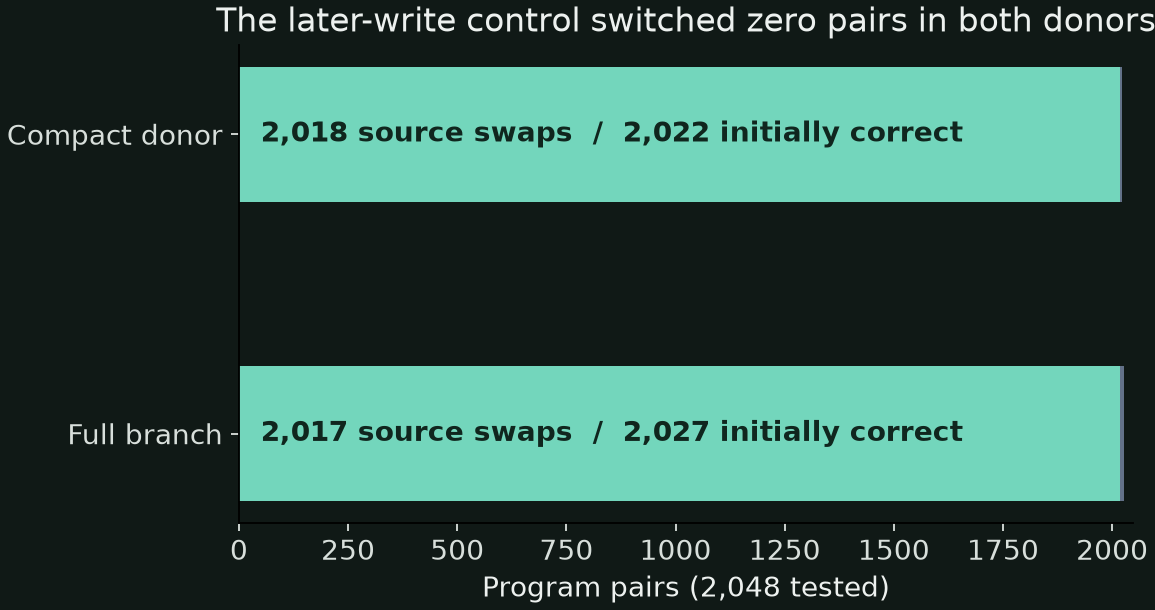 The later-write control switched zero pairs in both donors
Compact donor
2,018 source swaps / 2,022 initially correct
Full branch
2,017 source swaps / 2,027 initially correct
0 250 500 750 1000 1250 1500 1750 2000
Program pairs (2,048 tested)